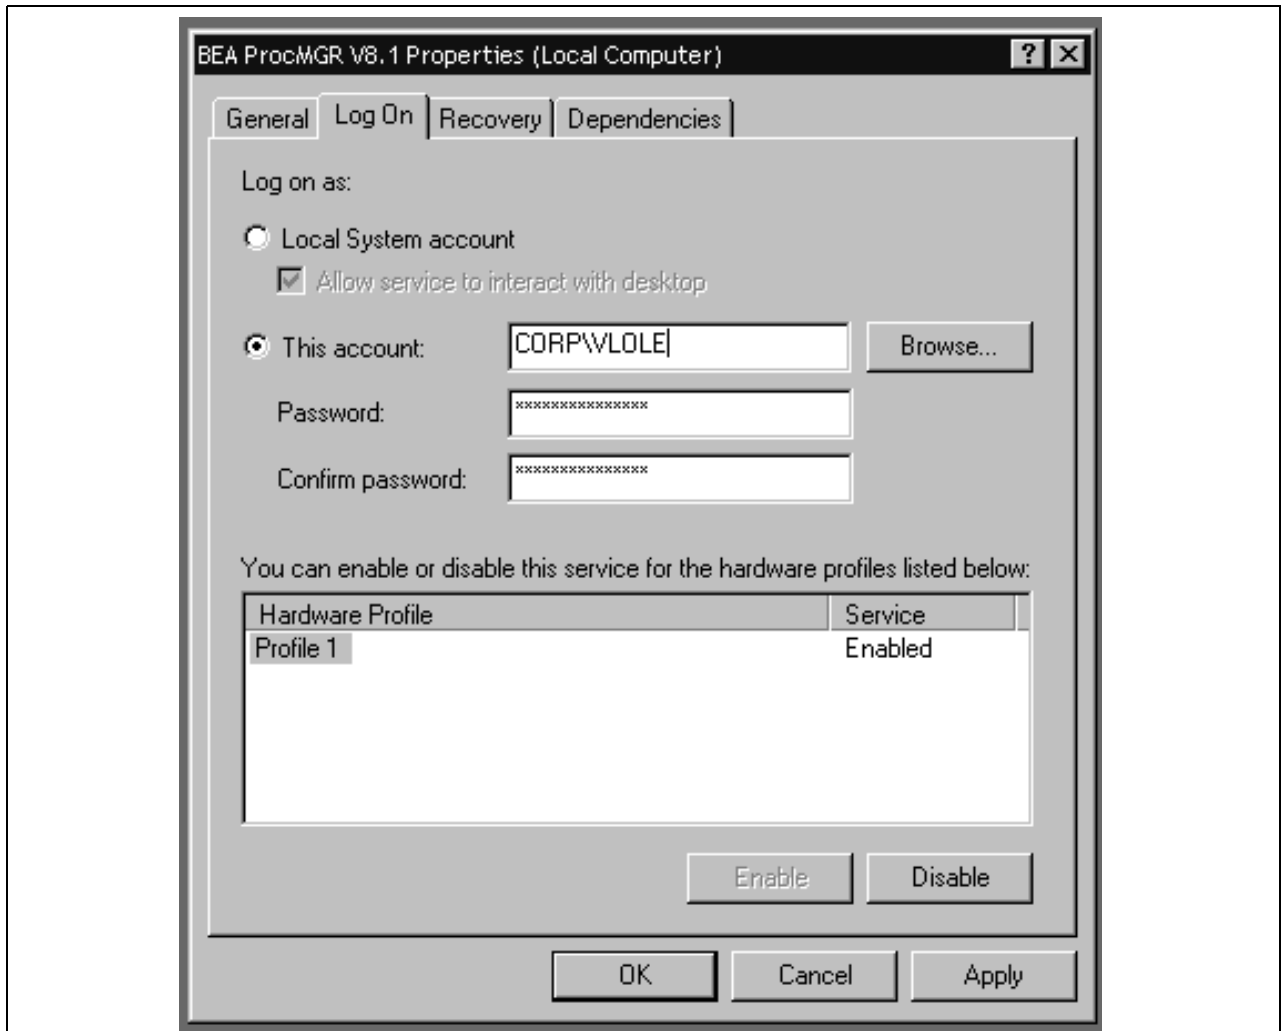 BEA ProcMGR V8.1 Properties (Local Computer)
General Log On Recovery Dependencies
Log on as:
Local System account
Allow service to interact with desktop
This account: CORP\VLOLE Browse...
Password: ***************
Confirm password: ***************
You can enable or disable this service for the hardware profiles listed below:
Hardware Profile Service
Profile 1 Enabled
Enable Disable
OK Cancel Apply